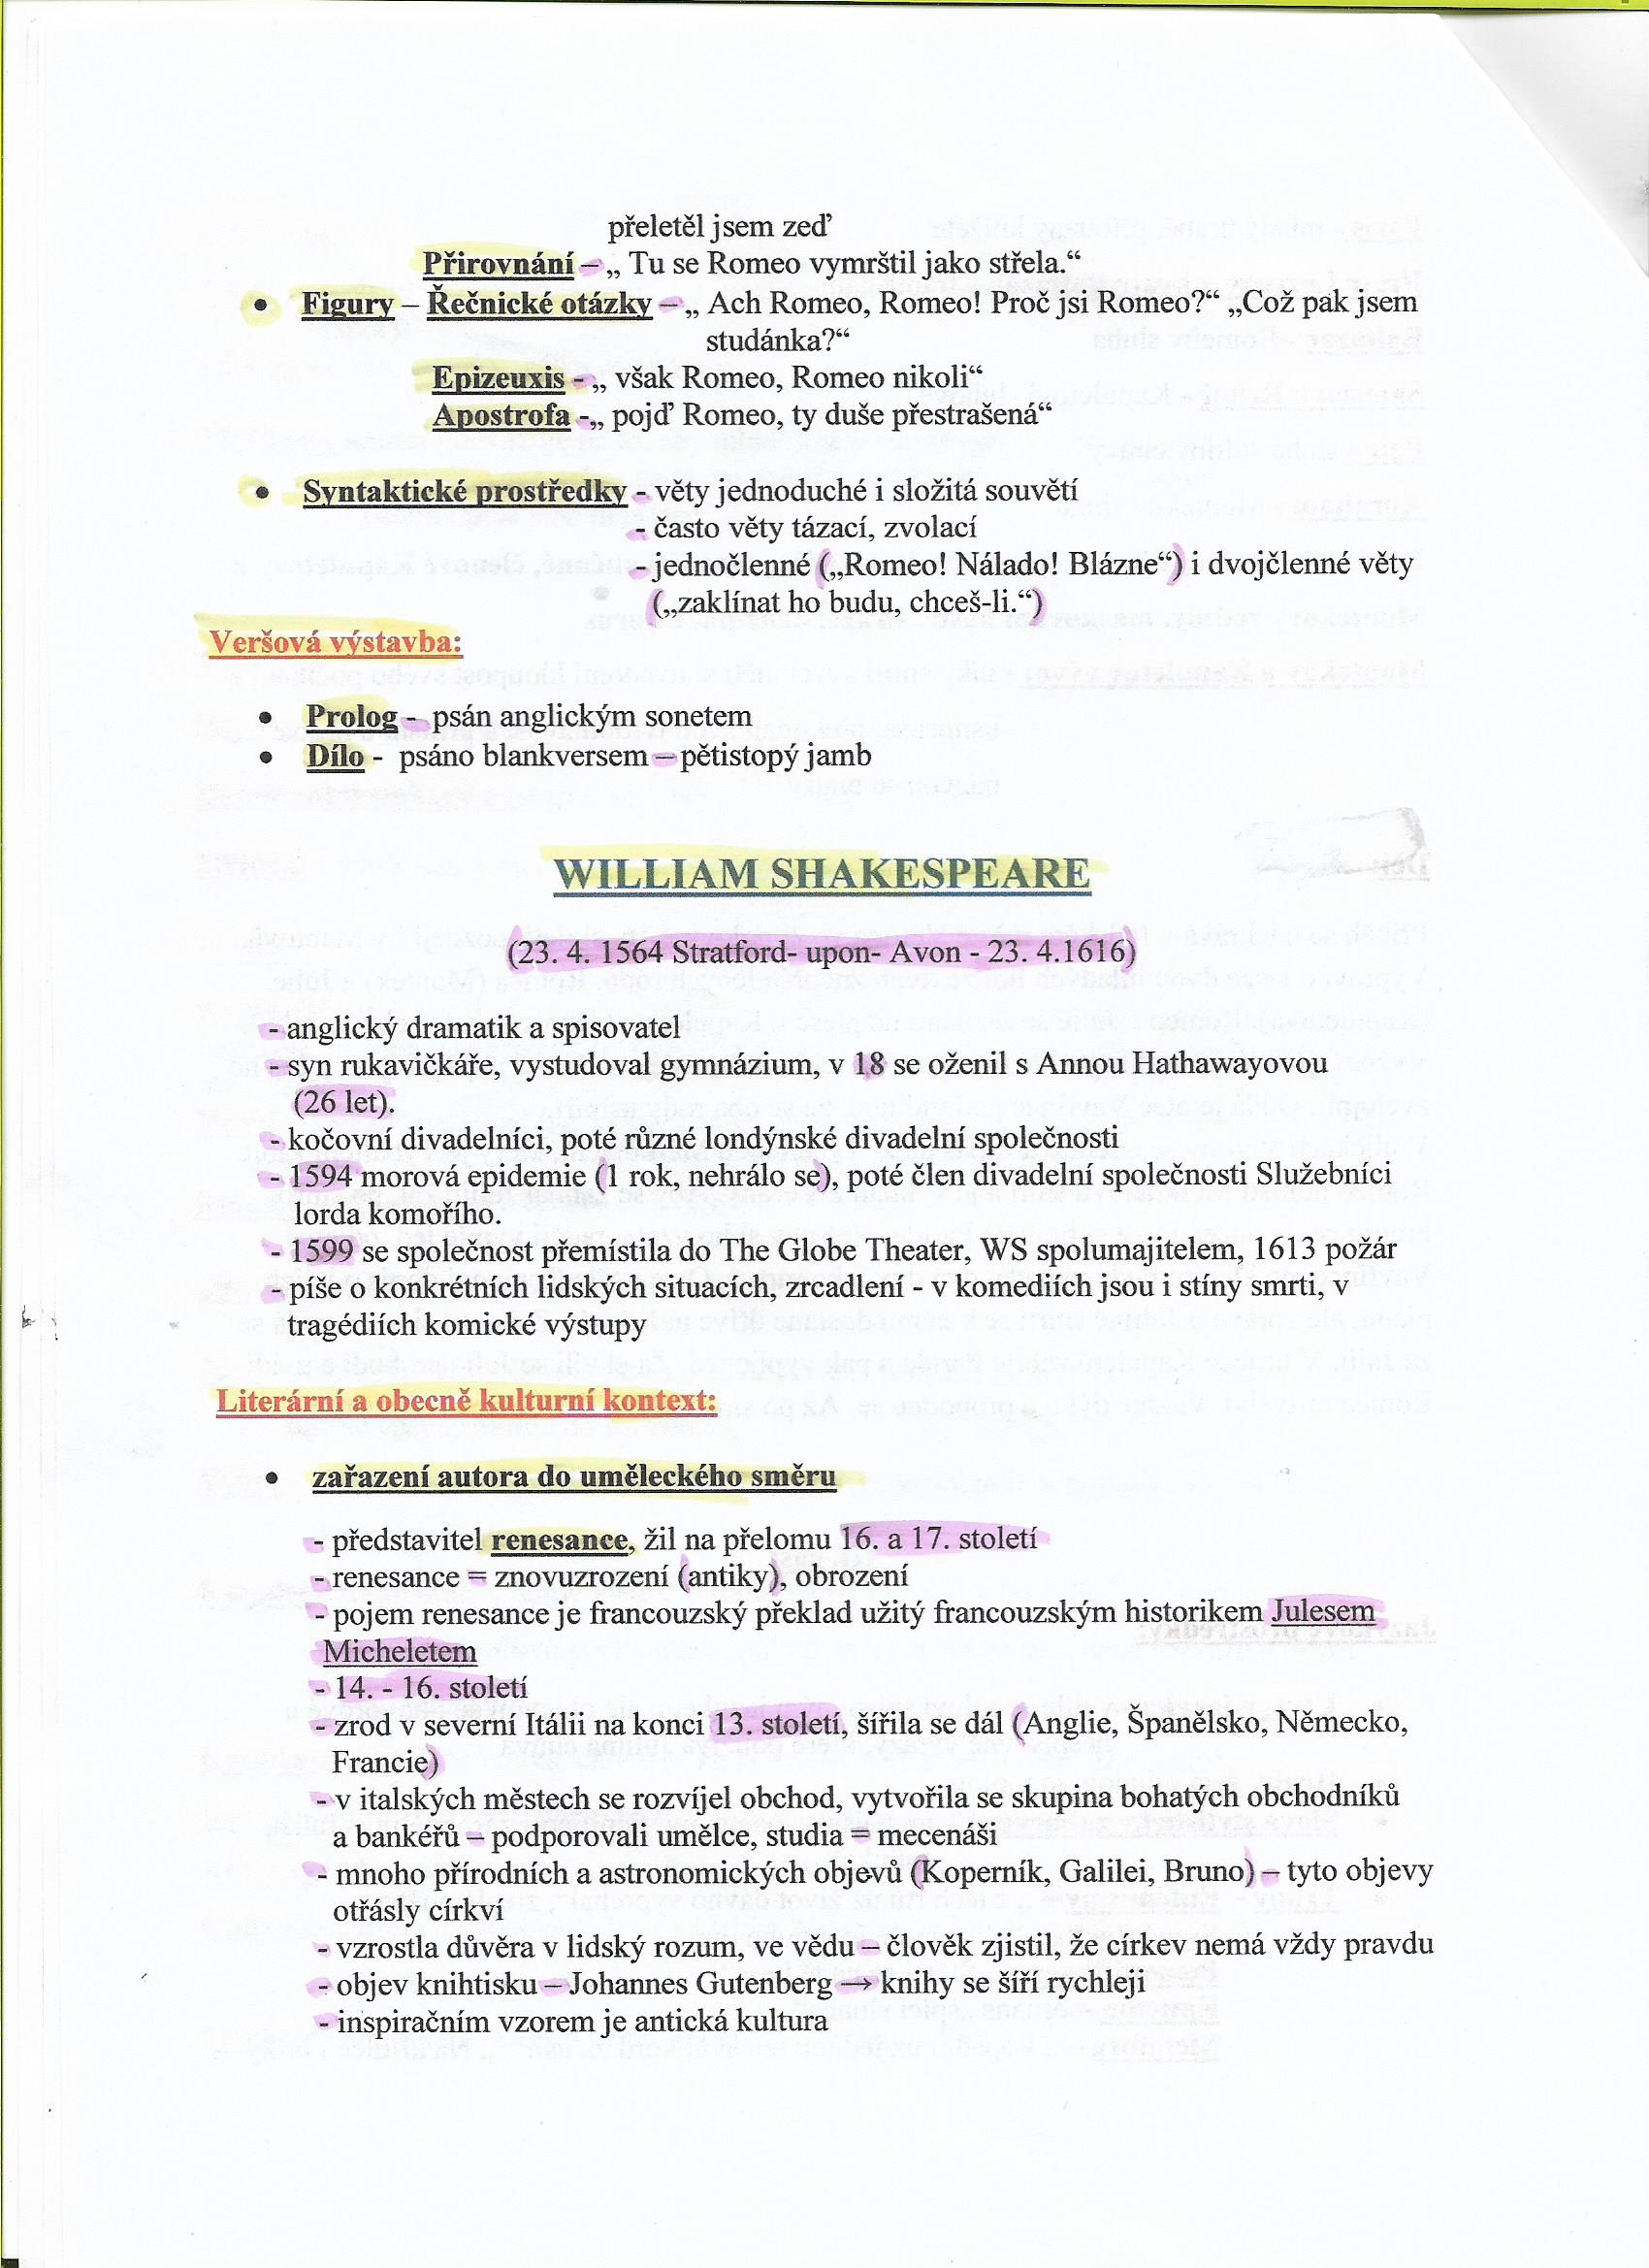 přeletěl jsem zeď
Přirovnání – „ Tu se Romeo vymrštil jako střela.“
• Figury – Řečnické otázky – „ Ach Romeo, Romeo! Proč jsi Romeo?“ „Což pak jsem
studánka?“
Epizeuxis - „ však Romeo, Romeo nikoli“
Apostrofa -„ pojď Romeo, ty duše přestrašená“
• Syntaktické prostředky - věty jednoduché i složitá souvětí
- často věty tázací, zvolací
- jednočlenné („Romeo! Nálado! Blázne“) i dvojčlenné věty
(„zaklínat ho budu, chceš-li.“)
Veršová výstavba:
• Prolog - psán anglickým sonetem
• Dílo - psáno blankversem – pětistopý jamb
WILLIAM SHAKESPEARE
(23. 4. 1564 Stratford- upon- Avon - 23. 4.1616)
- anglický dramatik a spisovatel
- syn rukavičkáře, vystudoval gymnázium, v 18 se oženil s Annou Hathawayovou
(26 let).
- kočovní divadelníci, poté různé londýnské divadelní společnosti
- 1594 morová epidemie (1 rok, nehrálo se), poté člen divadelní společnosti Služebníci
lorda komořího.
- 1599 se společnost přemístila do The Globe Theater, WS spolumajitelem, 1613 požár
- píše o konkrétních lidských situacích, zrcadlení - v komediích jsou i stíny smrti, v
tragédiích komické výstupy
Literární a obecně kulturní kontext:
• zařazení autora do uměleckého směru
- představitel renesance, žil na přelomu 16. a 17. století
- renesance = znovuzrození (antiky), obrození
- pojem renesance je francouzský překlad užitý francouzským historikem Julesem
Micheletem
- 14. - 16. století
- zrod v severní Itálii na konci 13. století, šířila se dál (Anglie, Španělsko, Německo,
Francie)
- v italských městech se rozvíjel obchod, vytvořila se skupina bohatých obchodníků
a bankéřů – podporovali umělce, studia = mecenáši
- mnoho přírodních a astronomických objevů (Koperník, Galilei, Bruno) – tyto objevy
otřásly církví
- vzrostla důvěra v lidský rozum, ve vědu – člověk zjistil, že církev nemá vždy pravdu
- objev knihtisku – Johannes Gutenberg → knihy se šíří rychleji
- inspiračním vzorem je antická kultura